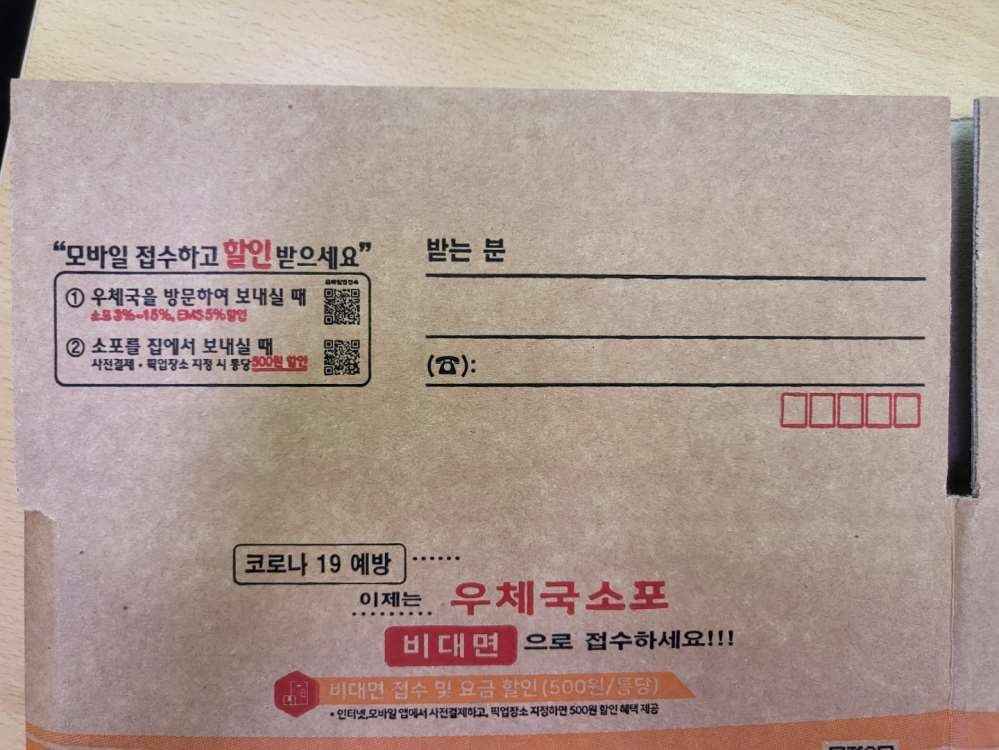 “모바일 접수하고 할인 받으세요”
① 우체국을 방문하여 보내실 때
소포 3%~15%, EMS 5% 할인
② 소포를 집에서 보내실 때
사전결제 · 픽업장소 지정 시 통당 500원 할인
받는 분
(☎):
코로나 19 예방 ······
이제는 우체국소포
비대면 으로 접수하세요!!!
비대면 접수 및 요금 할인(500원/통당)
• 인터넷,모바일 앱에서 사전결제하고, 픽업장소 지정하면 500원 할인 혜택 제공